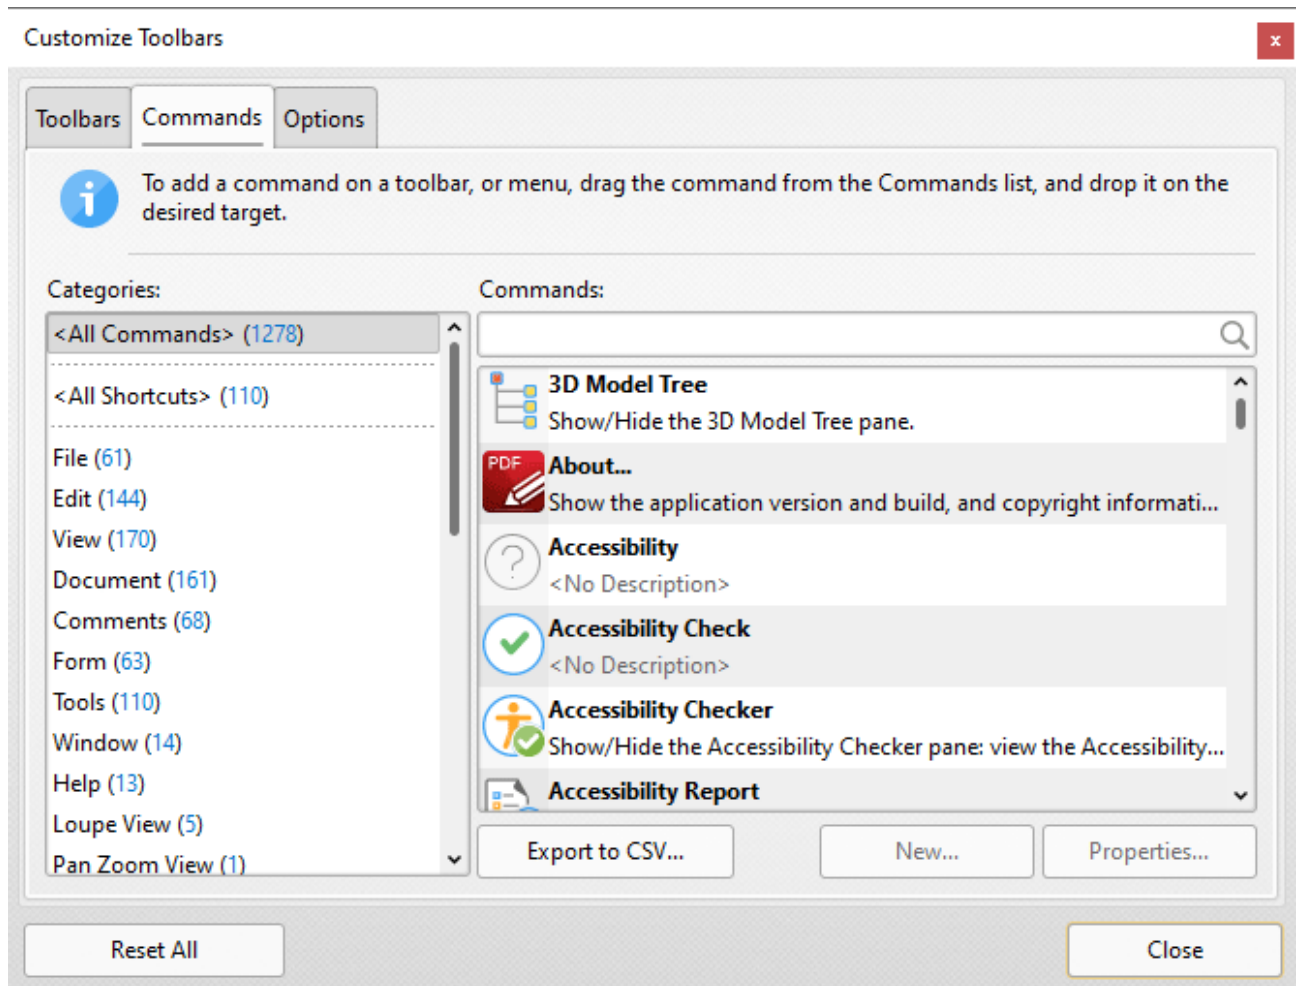 Customize Toolbars
x
Toolbars
Commands
Options
i
To add a command on a toolbar, or menu, drag the command from the Commands list, and drop it on the
desired target.
Categories:
<All Commands> (1278)
<All Shortcuts> (110)
File (61)
Edit (144)
View (170)
Document (161)
Comments (68)
Form (63)
Tools (110)
Window (14)
Help (13)
Loupe View (5)
Pan Zoom View (1)
Commands:
3D Model Tree
Show/Hide the 3D Model Tree pane.
PDF
About...
Show the application version and build, and copyright informati...
?
Accessibility
<No Description>
Accessibility Check
<No Description>
Accessibility Checker
Show/Hide the Accessibility Checker pane: view the Accessibility...
Accessibility Report
Export to CSV...
New...
Properties...
Reset All
Close